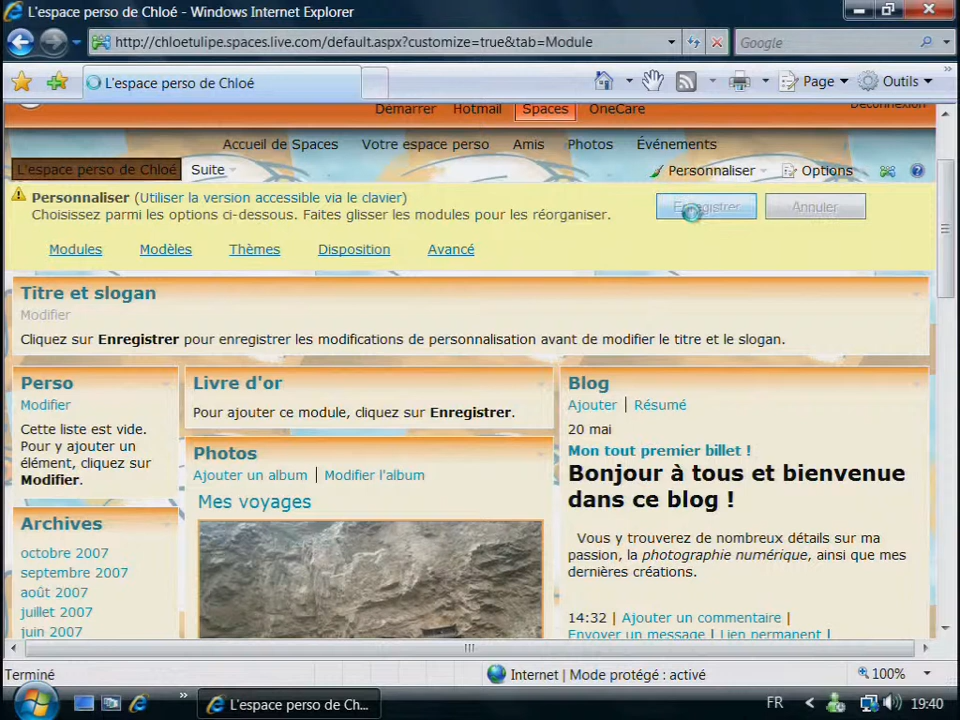 L'espace perso de Chloé - Windows Internet Explorer
http://chloetulipe.spaces.live.com/default.aspx?customize=true&tab=Module
Google
L'espace perso de Chloé
Page
Outils
Démarrer Hotmail Spaces OneCare Déconnexion
Accueil de Spaces Votre espace perso Amis Photos Événements
L'espace perso de Chloé Suite
Personnaliser Options
Personnaliser (Utiliser la version accessible via le clavier)
Choisissez parmi les options ci-dessous. Faites glisser les modules pour les réorganiser.
Enregistrer Annuler
Modules Modèles Thèmes Disposition Avancé
Titre et slogan
Modifier
Cliquez sur Enregistrer pour enregistrer les modifications de personnalisation avant de modifier le titre et le slogan.
Perso
Modifier
Cette liste est vide.
Pour y ajouter un
élément, cliquez sur
Modifier.
Archives
octobre 2007
septembre 2007
août 2007
juillet 2007
juin 2007
Livre d'or
Pour ajouter ce module, cliquez sur Enregistrer.
Photos
Ajouter un album | Modifier l'album
Mes voyages
Blog
Ajouter | Résumé
20 mai
Mon tout premier billet !
Bonjour à tous et bienvenue
dans ce blog !
Vous y trouverez de nombreux détails sur ma
passion, la photographie numérique, ainsi que mes
dernières créations.
14:32 | Ajouter un commentaire |
Envoyer un message | Lien permanent |
Terminé
Internet | Mode protégé : activé
100%
L'espace perso de Ch...
FR
19:40